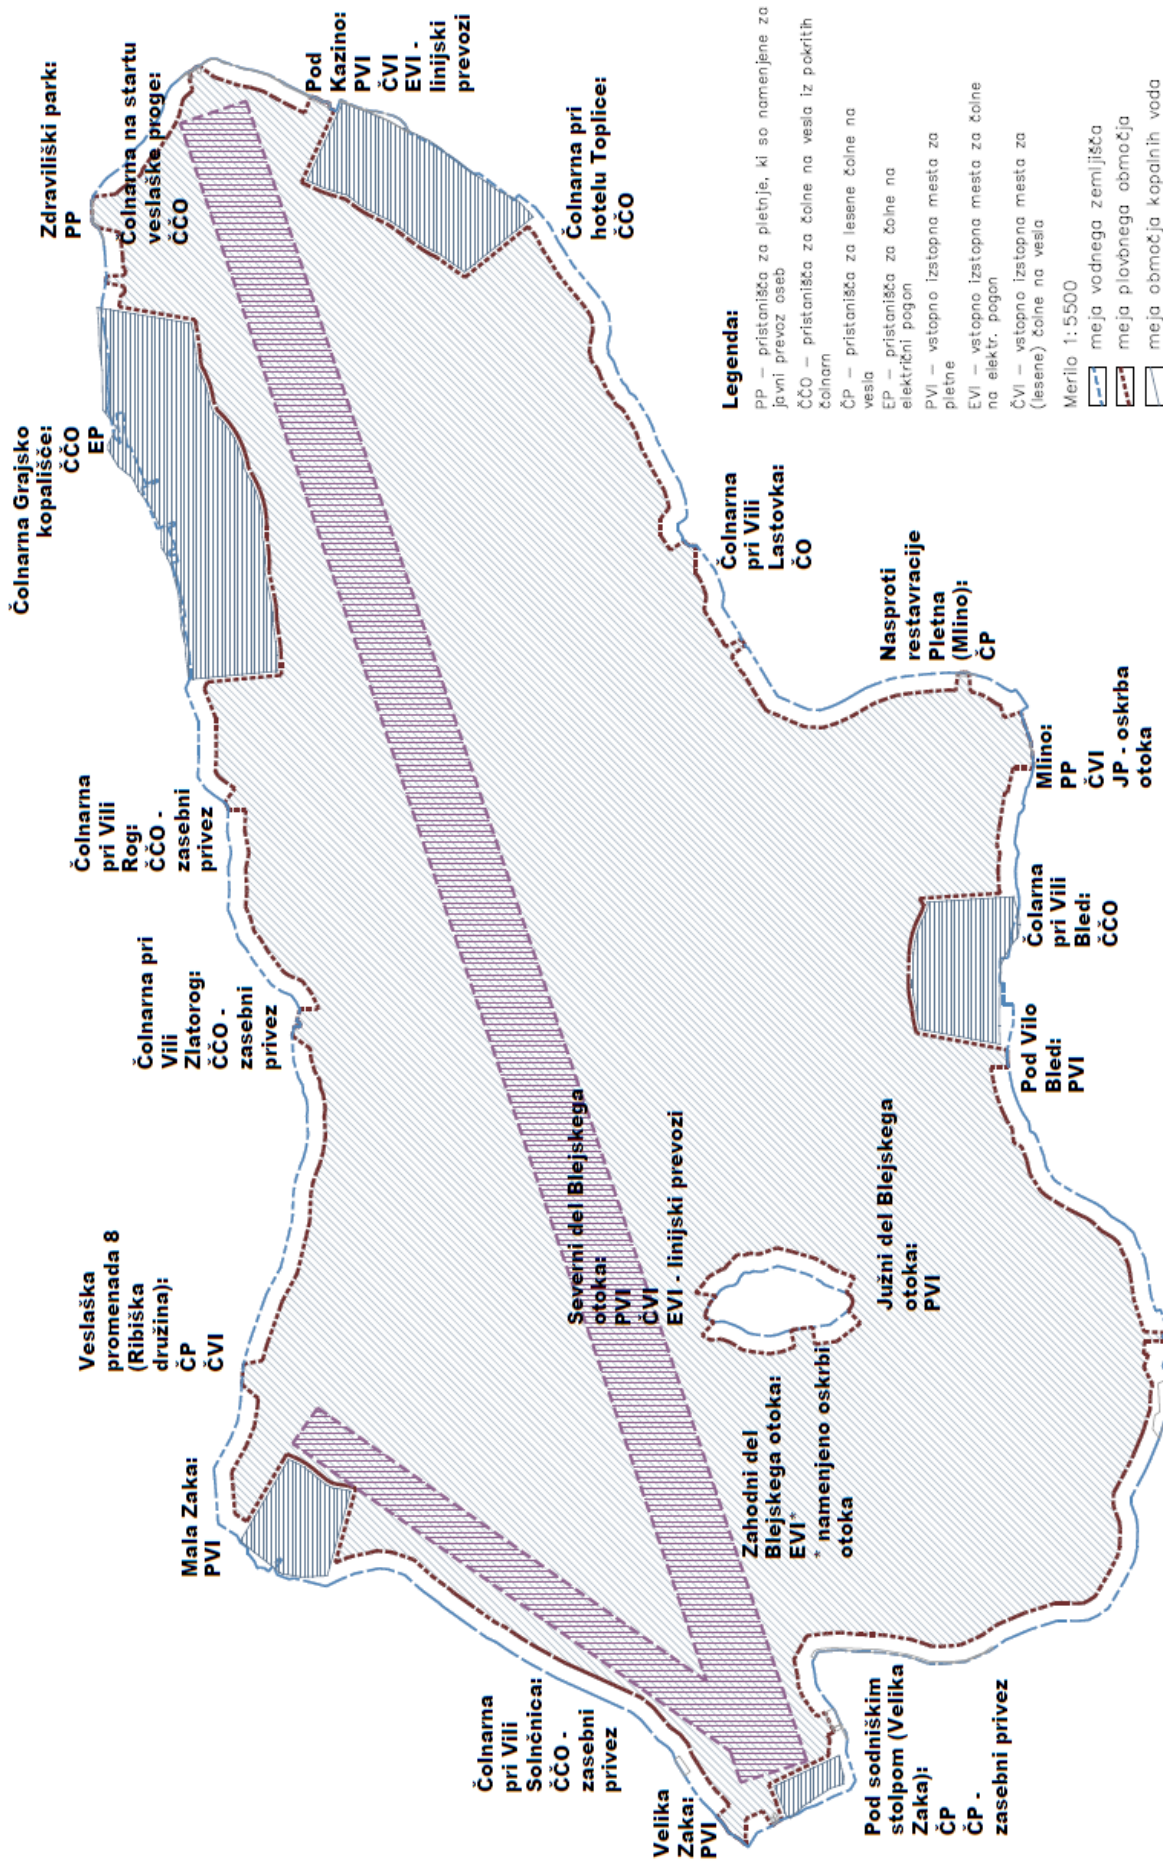 Zdraviliški park:
PP
Čolnarna na startu
veslaške proge:
ČČO
Pod
Kazino:
PVI
ČVI
EVI -
linijski
prevozi
Čolnarna pri
hotelu Toplice:
ČČO
Čolnarna Grajsko
kopališče:
ČČO
EP
Čolnarna
pri Vili
Rog:
ČČO -
zasebni
privez
Čolnarna pri
Vili
Zlatorog:
ČČO -
zasebni
privez
Veslaška
promenada 8
(Ribiška
družina):
ČP
ČVI
Mala Zaka:
PVI
Čolnarna
pri Vili
Solnčnica:
ČČO -
zasebni
privez
Velika
Zaka:
PVI
Pod sodniškim
stolpom (Velika
Zaka):
ČP
ČP -
zasebni privez
Severni del Blejskega
otoka:
PVI
ČVI
EVI - linijski prevozi
Zahodni del
Blejskega otoka:
EVI*
* namenjeno oskrbi
otoka
Južni del Blejskega
otoka:
PVI
Pod Vilo
Bled:
PVI
Čolarna
pri Vili
Bled:
ČČO
Mlino:
PP
ČVI
JP - oskrba
otoka
Nasproti
restavracije
Pletna
(Mlino):
ČP
Čolnarna
pri Vili
Lastovka:
ČO
Legenda:
PP – pristanišča za pletnje, ki so namenjene za
javni prevoz oseb
ČČO – pristanišča za čolne na vesla iz pokritih
čolnarn
ČP – pristanišča za lesene čolne na
vesla
EP – pristanišča za čolne na
električni pogon
PVI – vstopno izstopna mesta za
pletne
EVI – vstopno izstopna mesta za čolne
na elektr. pogon
ČVI – vstopno izstopna mesta za
(lesene) čolne na vesla
Merilo 1:5500
meja vodnega zemljišča
meja plovbnega območja
meja območja kopalnih voda